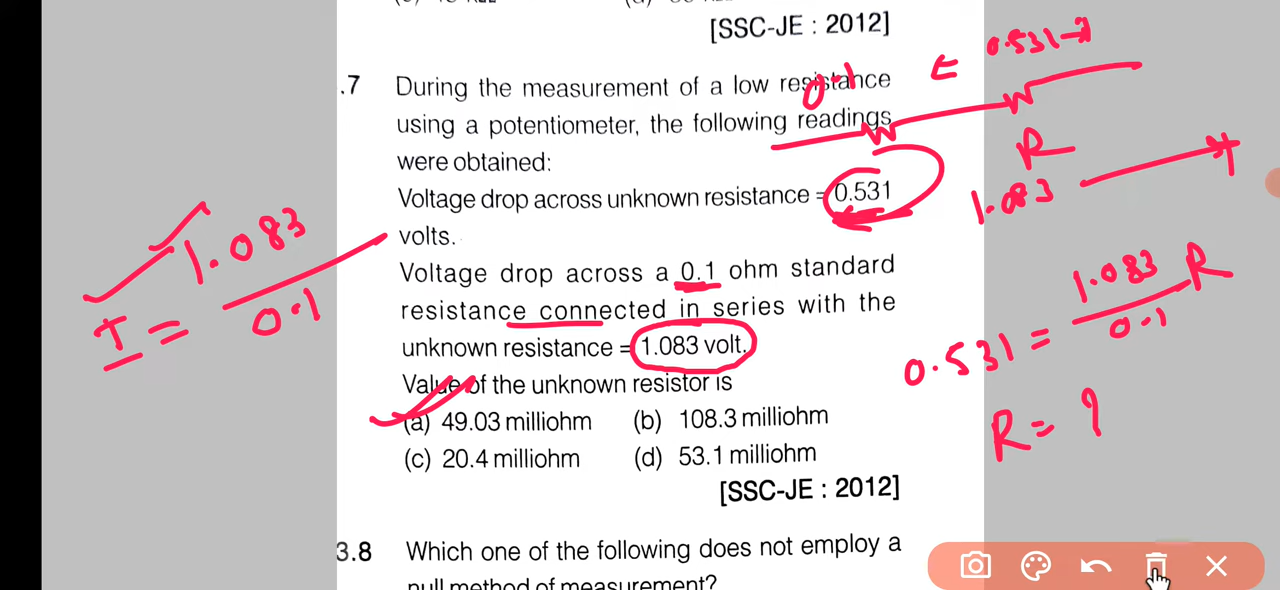 [SSC-JE : 2012]
.7 During the measurement of a low resistance
using a potentiometer, the following readings
were obtained:
Voltage drop across unknown resistance = 0.531
volts.
Voltage drop across a 0.1 ohm standard
resistance connected in series with the
unknown resistance = 1.083 volt.
Value of the unknown resistor is
(a) 49.03 milliohm (b) 108.3 milliohm
(c) 20.4 milliohm (d) 53.1 milliohm
[SSC-JE : 2012]
3.8 Which one of the following does not employ a
null method of measurement?
I = 1.083 / 0.1
0.1
0.531
R
1.083
0.531 = 1.083 / 0.1 R
R = ?